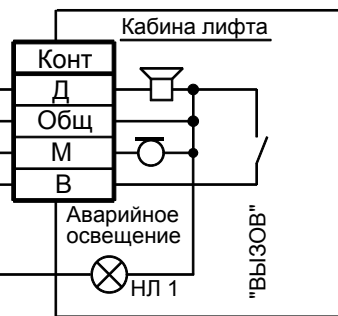 Кабина лифта
Конт
Д
Общ
М
В
Аварийное
освещение
НЛ 1
"ВЫЗОВ"